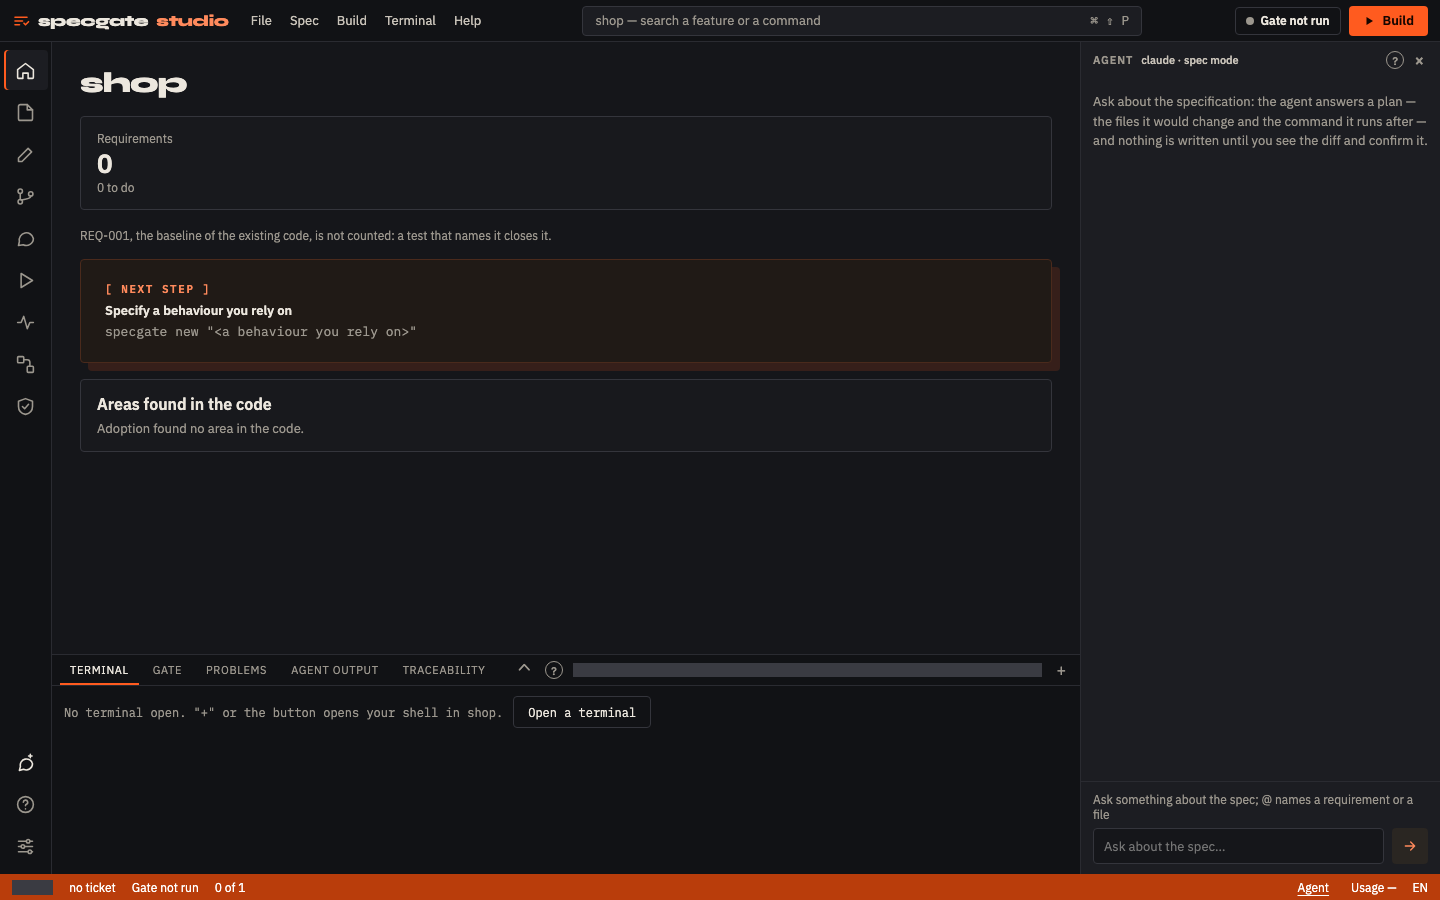 specgate studio File Spec Build Terminal Help shop — search a feature or a command ⌘ ⇧ P Gate not run Build
AGENT claude · spec mode ?
Ask about the specification: the agent answers a plan —
the files it would change and the command it runs after —
and nothing is written until you see the diff and confirm it.
shop
Requirements
0
0 to do
REQ-001, the baseline of the existing code, is not counted: a test that names it closes it.
[ NEXT STEP ]
Specify a behaviour you rely on
specgate new "<a behaviour you rely on>"
Areas found in the code
Adoption found no area in the code.
TERMINAL GATE PROBLEMS AGENT OUTPUT TRACEABILITY ? +
No terminal open. "+" or the button opens your shell in shop. Open a terminal
Ask something about the spec; @ names a requirement or a
file
Ask about the spec...
no ticket Gate not run 0 of 1 Agent Usage — EN